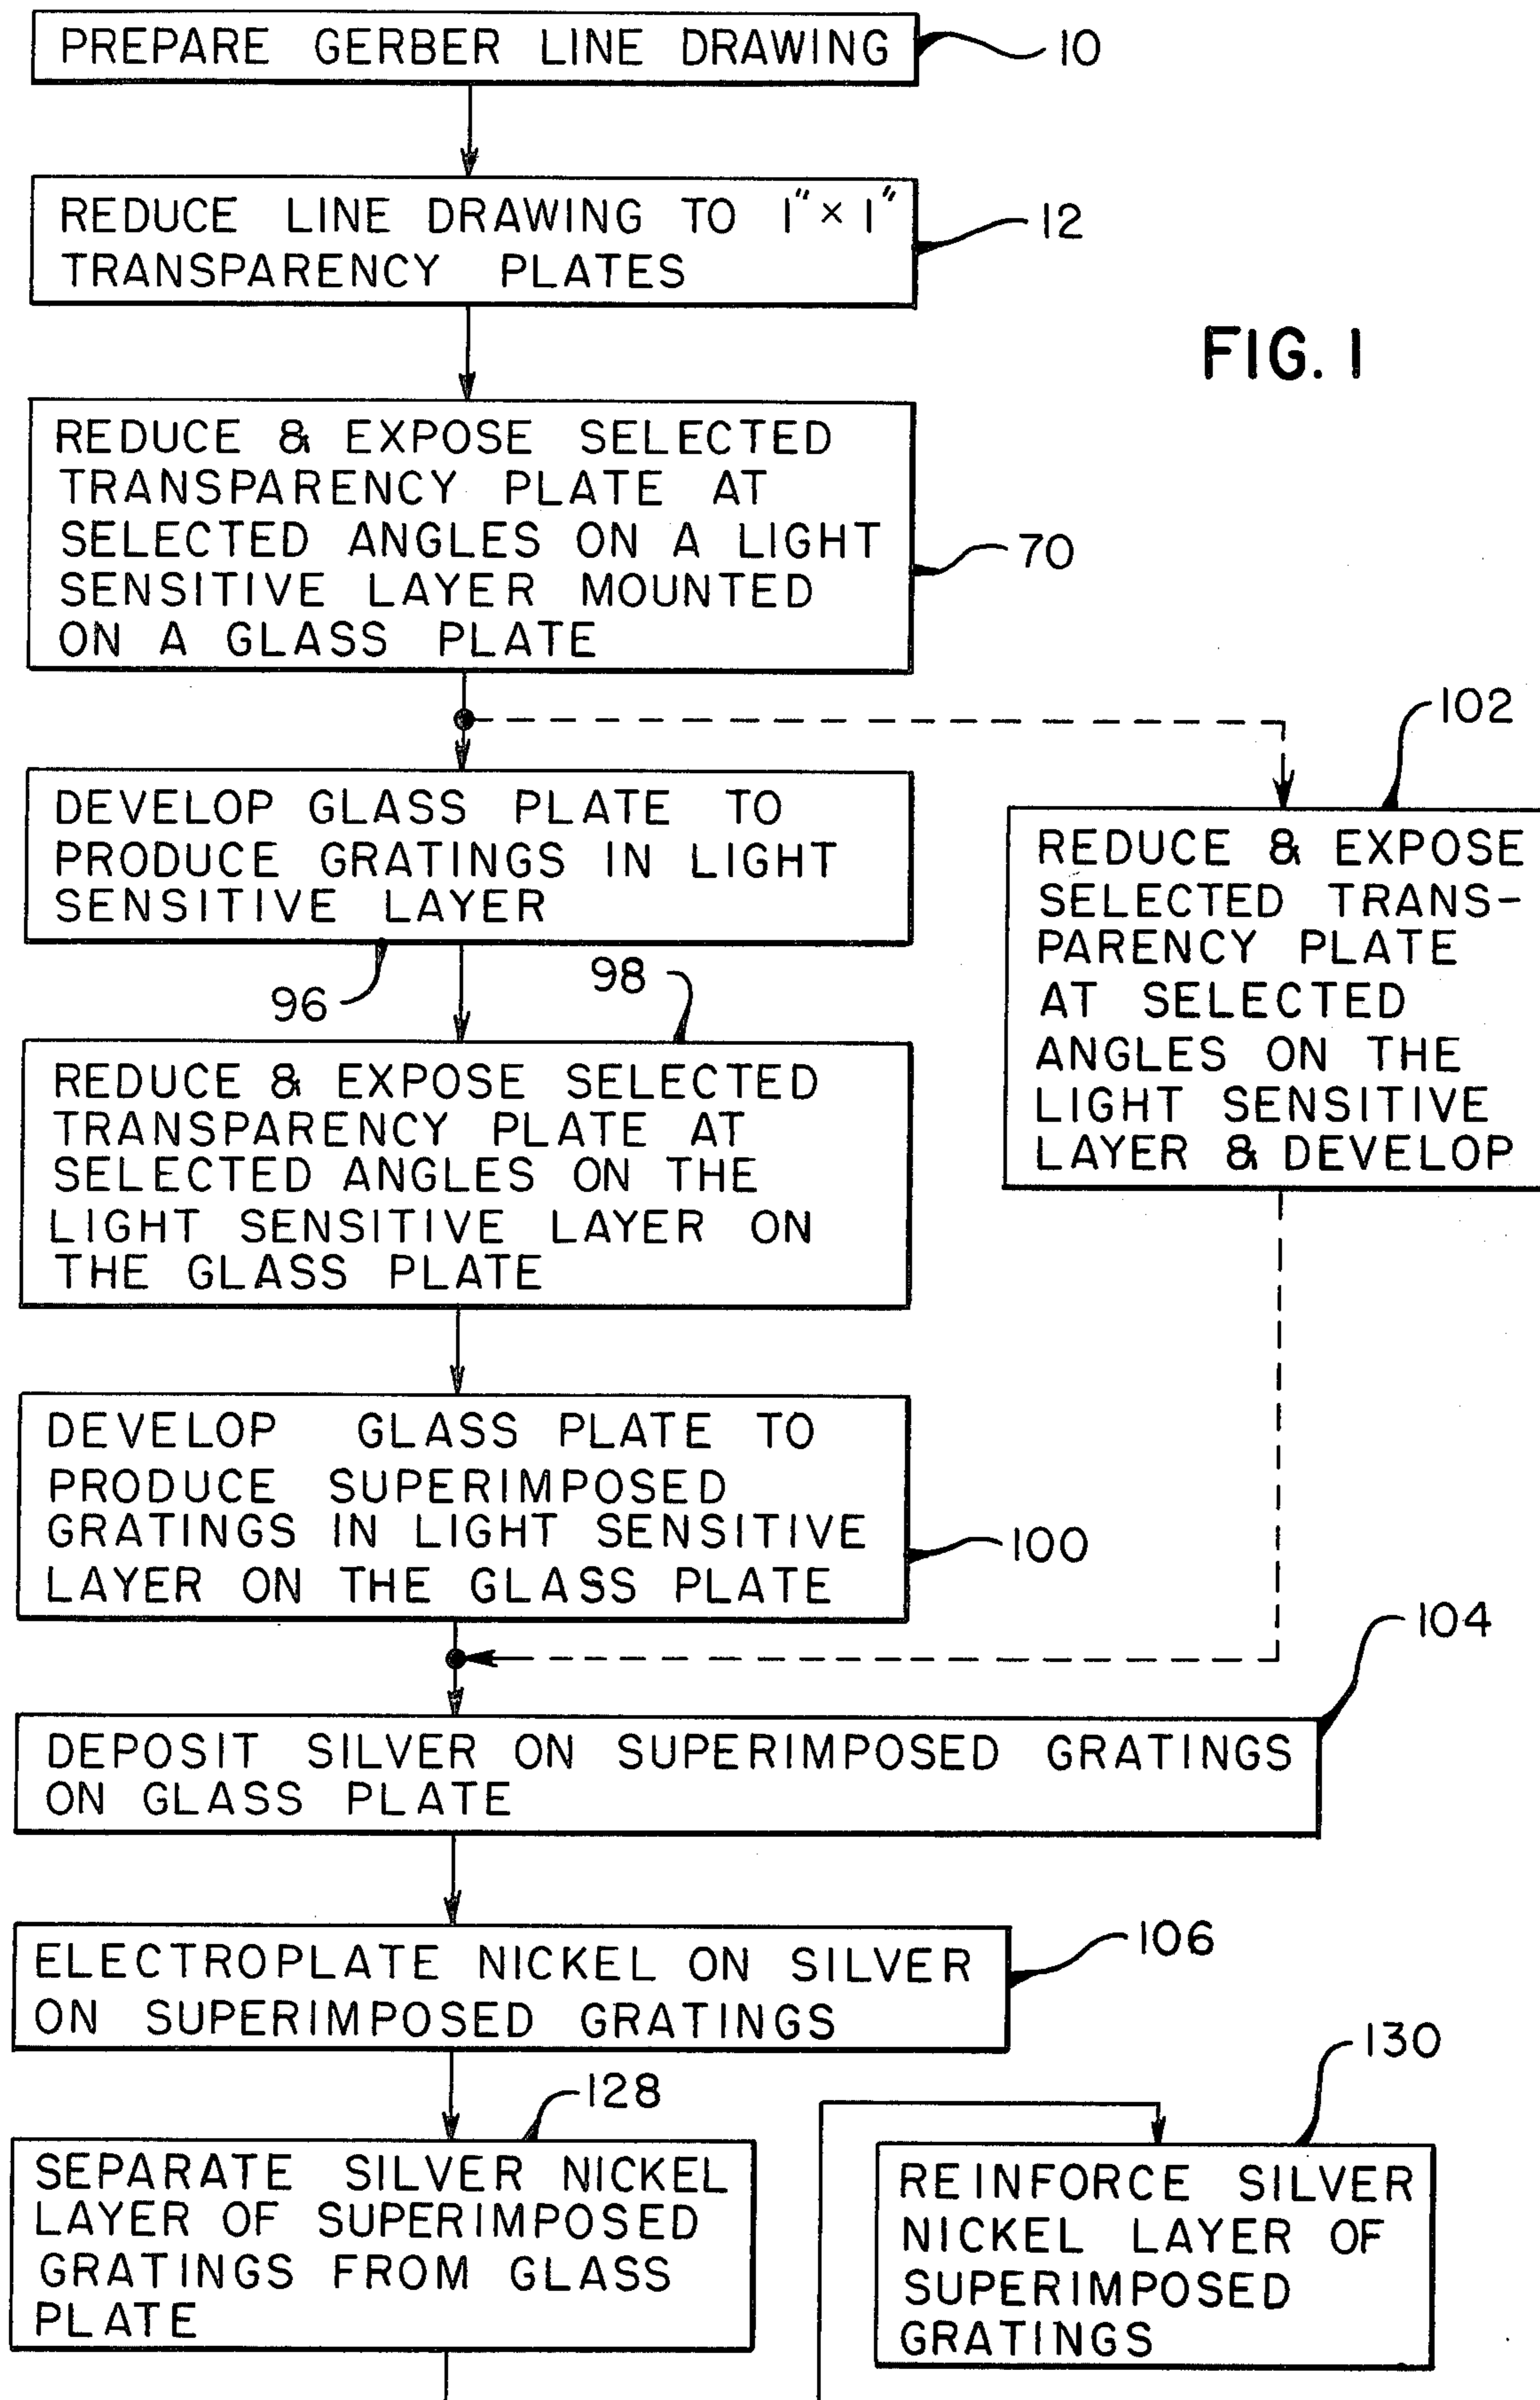 PREPARE GERBER LINE DRAWING
10
REDUCE LINE DRAWING TO 1" × 1"
TRANSPARENCY PLATES
12
FIG. 1
REDUCE & EXPOSE SELECTED
TRANSPARENCY PLATE AT
SELECTED ANGLES ON A LIGHT
SENSITIVE LAYER MOUNTED
ON A GLASS PLATE
70
DEVELOP GLASS PLATE TO
PRODUCE GRATINGS IN LIGHT
SENSITIVE LAYER
96
102
REDUCE & EXPOSE
SELECTED TRANS-
PARENCY PLATE
AT SELECTED
ANGLES ON THE
LIGHT SENSITIVE
LAYER & DEVELOP
98
REDUCE & EXPOSE SELECTED
TRANSPARENCY PLATE AT
SELECTED ANGLES ON THE
LIGHT SENSITIVE LAYER ON
THE GLASS PLATE
DEVELOP GLASS PLATE TO
PRODUCE SUPERIMPOSED
GRATINGS IN LIGHT SENSITIVE
LAYER ON THE GLASS PLATE
100
104
DEPOSIT SILVER ON SUPERIMPOSED GRATINGS
ON GLASS PLATE
ELECTROPLATE NICKEL ON SILVER
ON SUPERIMPOSED GRATINGS
106
128
SEPARATE SILVER NICKEL
LAYER OF SUPERIMPOSED
GRATINGS FROM GLASS
PLATE
130
REINFORCE SILVER
NICKEL LAYER OF
SUPERIMPOSED
GRATINGS